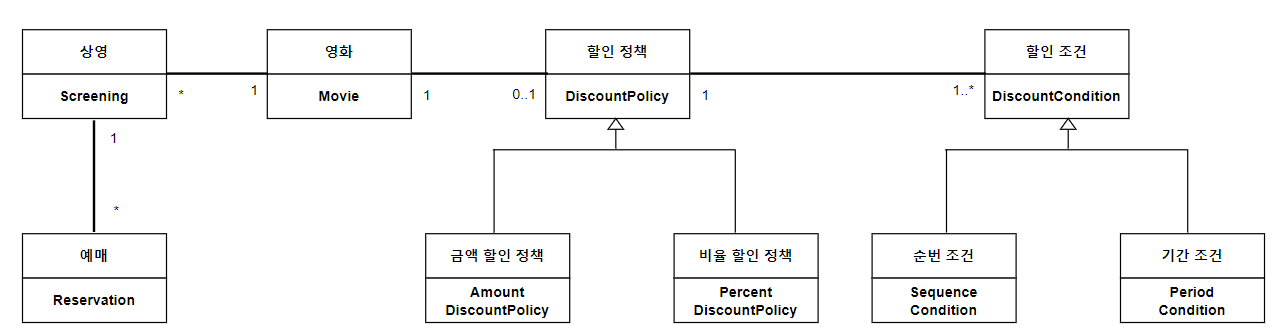 상영
영화
할인 정책
할인 조건
Screening
Movie
DiscountPolicy
DiscountCondition
*
1
1
0..1
1
1..*
1
*
예매
금액 할인 정책
비율 할인 정책
순번 조건
기간 조건
Reservation
Amount
DiscountPolicy
Percent
DiscountPolicy
Sequence
Condition
Period
Condition